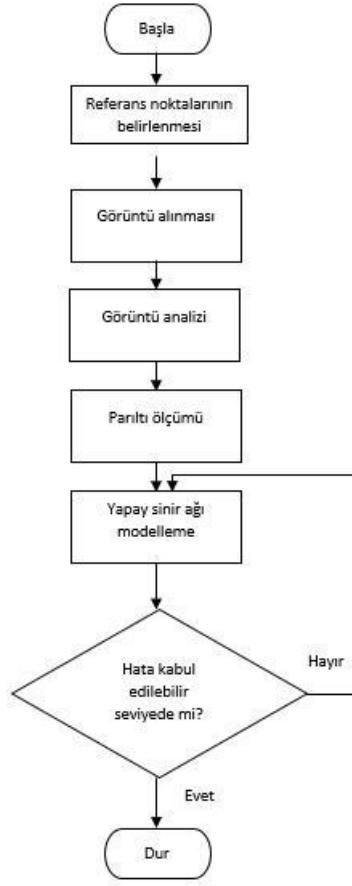 Başla
Referans noktalarının
belirlenmesi
Görüntü alınması
Görüntü analizi
Parıltı ölçümü
Yapay sinir ağı
modelleme
Hata kabul
edilebilir
seviyede mi?
Hayır
Evet
Dur